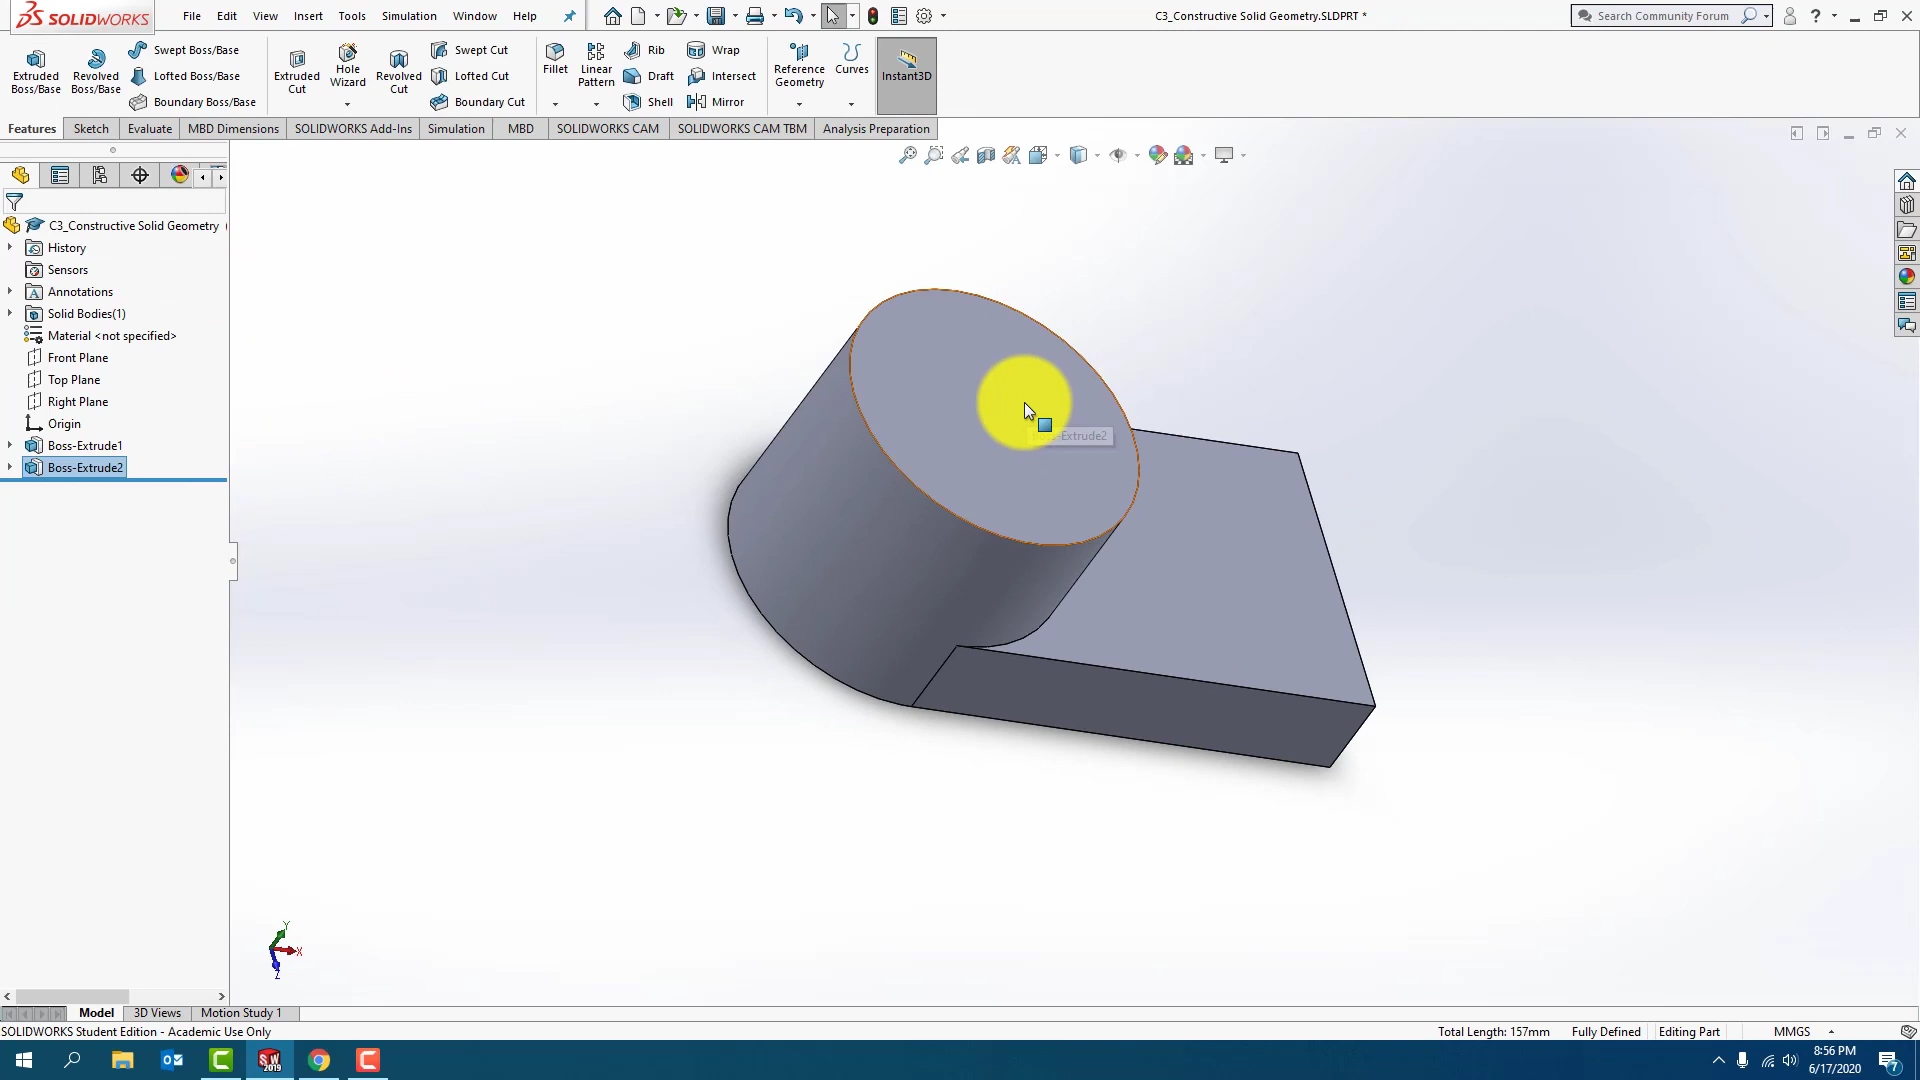 SOLIDWORKS
File Edit View Insert Tools Simulation Window Help
C3_Constructive Solid Geometry.SLDPRT *
Search Community Forum
?
Extruded Boss/Base
Revolved Boss/Base
Swept Boss/Base
Lofted Boss/Base
Boundary Boss/Base
Extruded Cut
Hole Wizard
Revolved Cut
Swept Cut
Lofted Cut
Boundary Cut
Fillet
Linear Pattern
Rib
Draft
Shell
Wrap
Intersect
Mirror
Reference Geometry
Curves
Instant3D
Features Sketch Evaluate MBD Dimensions SOLIDWORKS Add-Ins Simulation MBD SOLIDWORKS CAM SOLIDWORKS CAM TBM Analysis Preparation
C3_Constructive Solid Geometry (
History
Sensors
Annotations
Solid Bodies(1)
Material <not specified>
Front Plane
Top Plane
Right Plane
Origin
Boss-Extrude1
Boss-Extrude2
Boss-Extrude2
Y
X
Z
Model 3D Views Motion Study 1
SOLIDWORKS Student Edition - Academic Use Only
Total Length: 157mm Fully Defined Editing Part MMGS
SW 2019
8:56 PM
6/17/2020
7